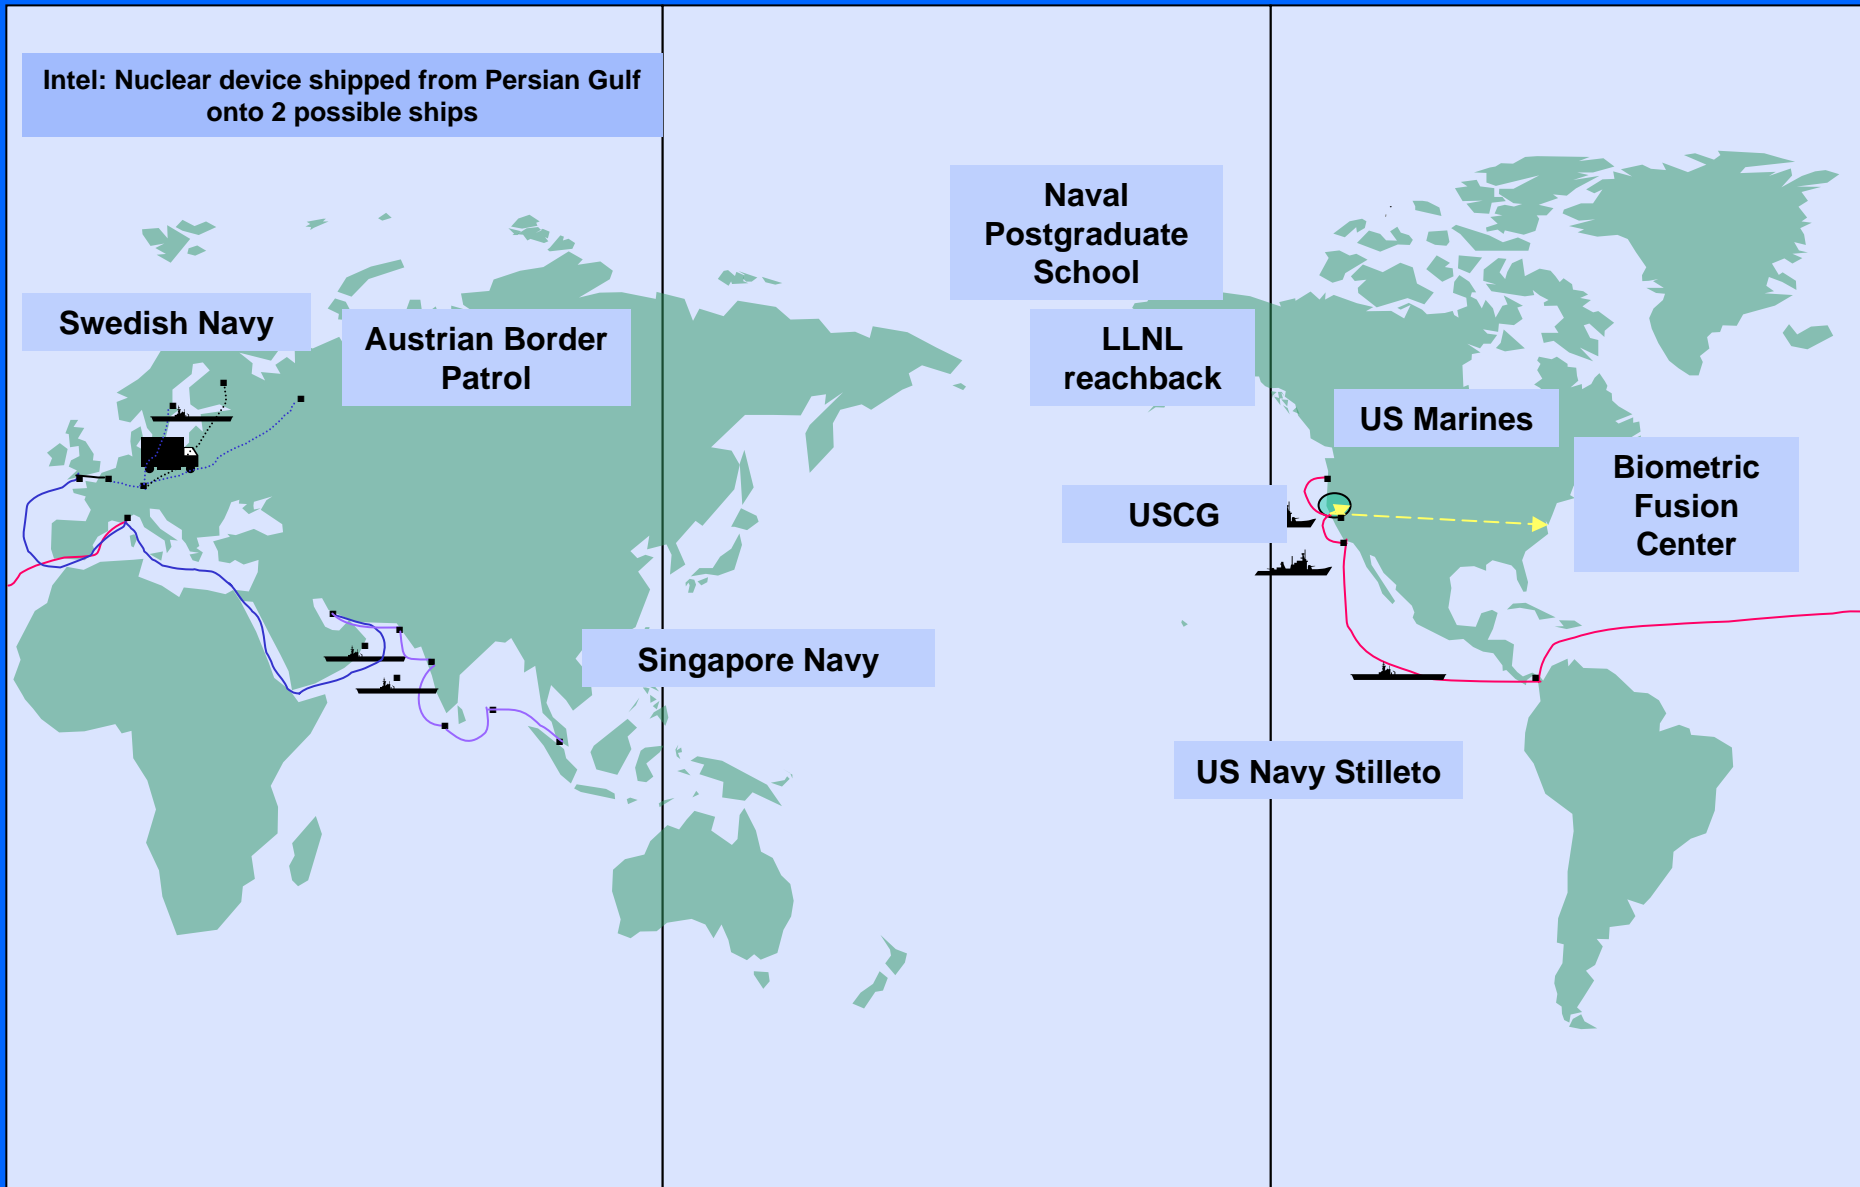 Intel: Nuclear device shipped from Persian Gulf
onto 2 possible ships
Naval
Postgraduate
School
Swedish Navy
Austrian Border
Patrol
LLNL
reachback
US Marines
Biometric
Fusion
Center
USCG
Singapore Navy
US Navy Stilleto